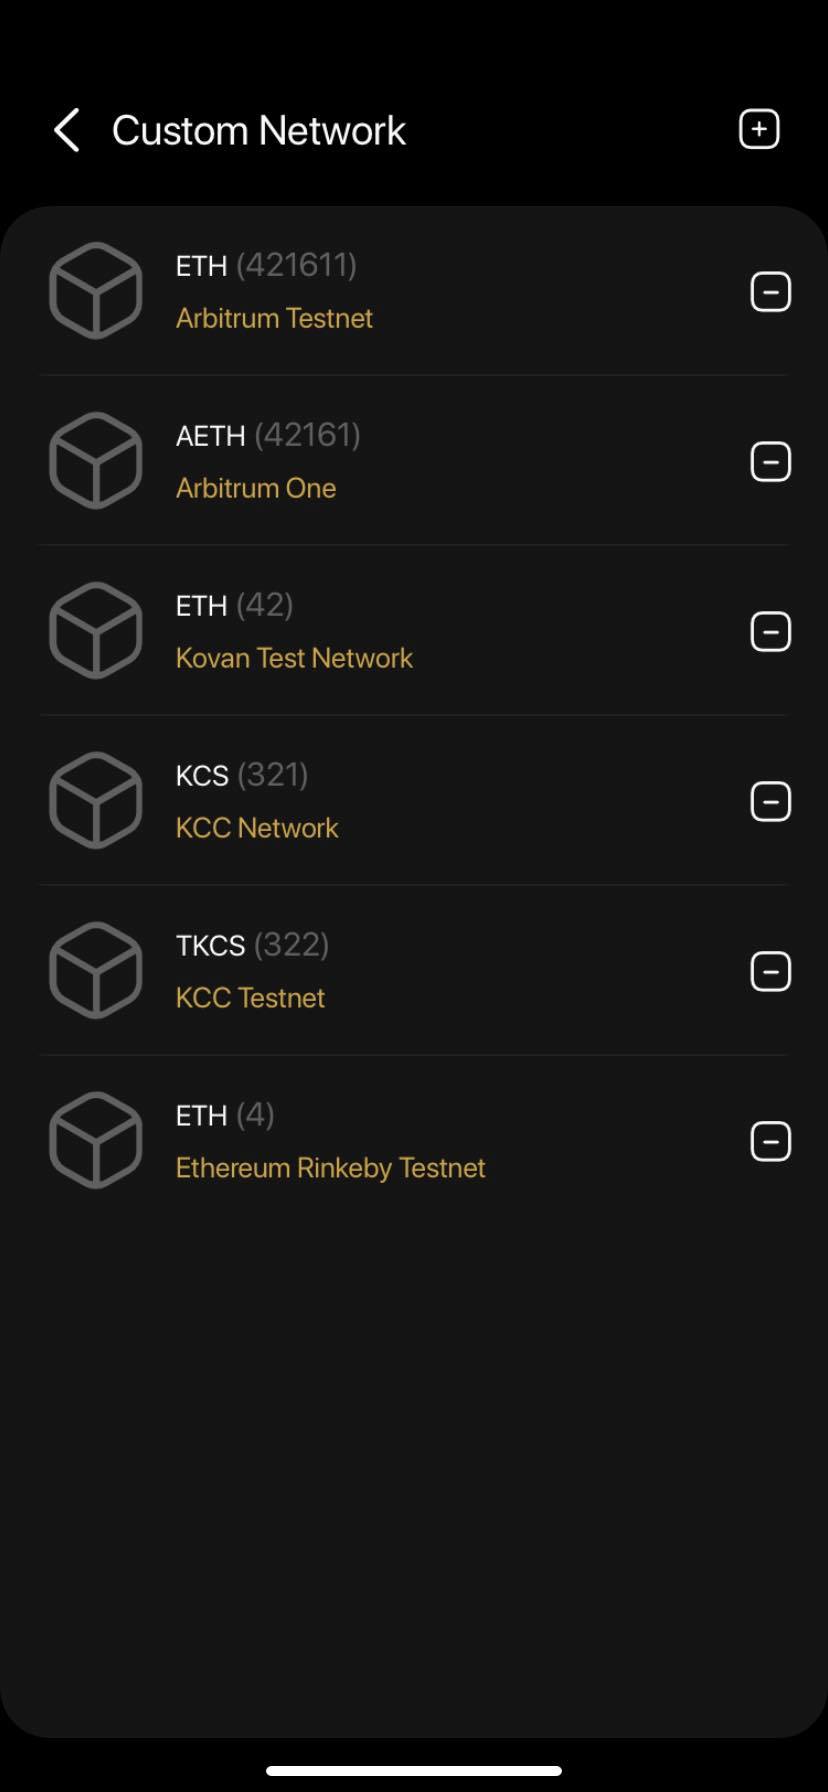 Custom Network
ETH (421611)
Arbitrum Testnet
AETH (42161)
Arbitrum One
ETH (42)
Kovan Test Network
KCS (321)
KCC Network
TKCS (322)
KCC Testnet
ETH (4)
Ethereum Rinkeby Testnet